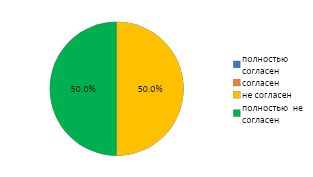 50.0% 50.0%
полностью
согласен
согласен
не согласен
полностью не
согласен